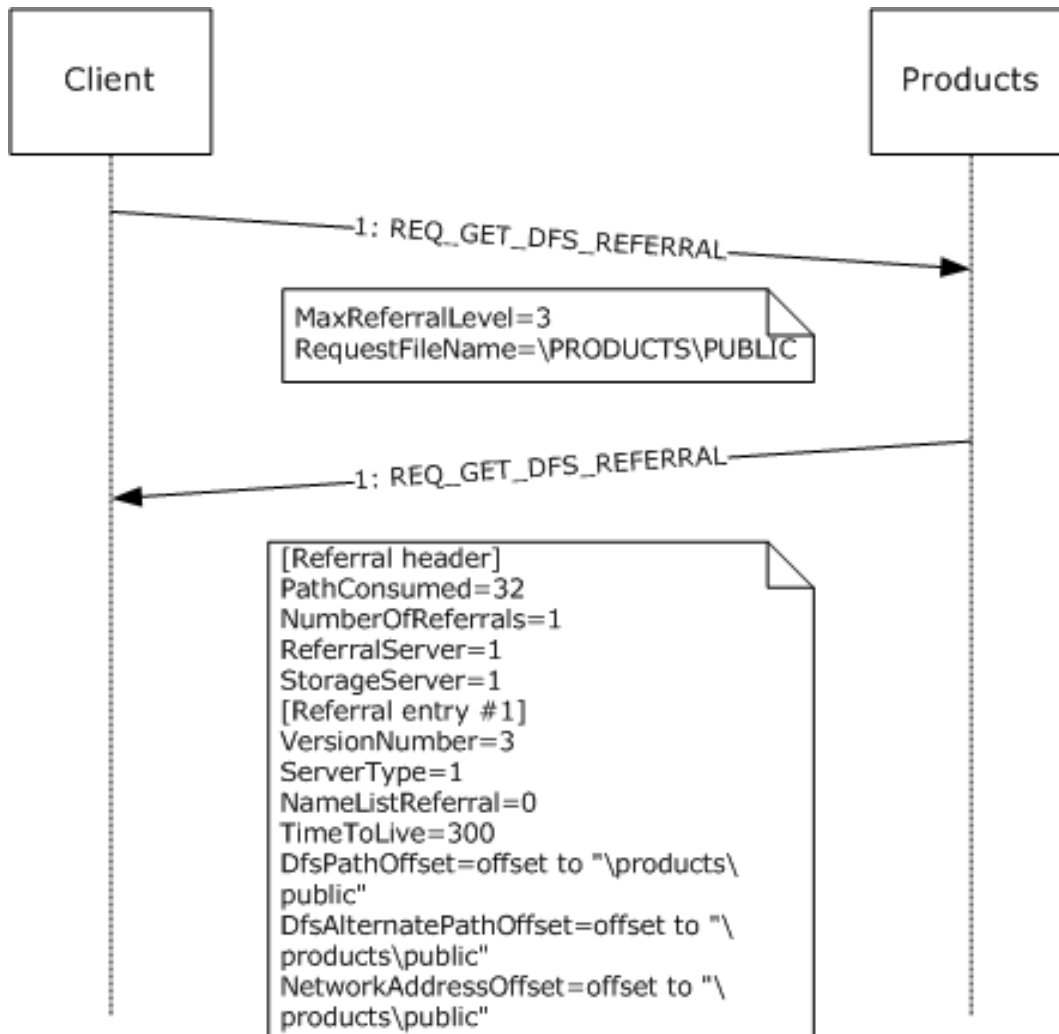 Client
Products
1: REQ_GET_DFS_REFERRAL
MaxReferralLevel=3
RequestFileName=\PRODUCTS\PUBLIC
1: REQ_GET_DFS_REFERRAL
[Referral header]
PathConsumed=32
NumberOfReferrals=1
ReferralServer=1
StorageServer=1
[Referral entry #1]
VersionNumber=3
ServerType=1
NameListReferral=0
TimeToLive=300
DfsPathOffset=offset to "\products\
public"
DfsAlternatePathOffset=offset to "\
products\public"
NetworkAddressOffset=offset to "\
products\public"